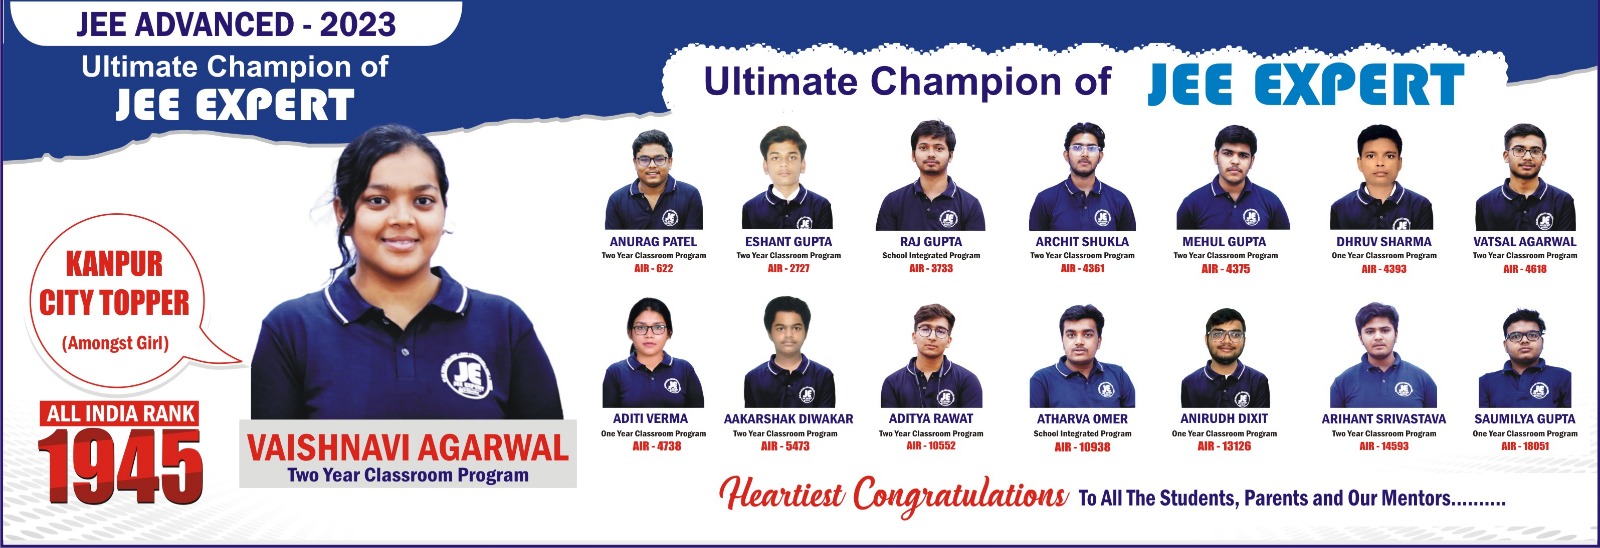 JEE ADVANCED - 2023
Ultimate Champion of
JEE EXPERT
KANPUR
CITY TOPPER
(Amongst Girl)
ALL INDIA RANK
1945
JE
JEE EXPERT
VAISHNAVI AGARWAL
Two Year Classroom Program
Ultimate Champion of JEE EXPERT
ANURAG PATEL
Two Year Classroom Program
AIR - 622
ESHANT GUPTA
Two Year Classroom Program
AIR - 2727
RAJ GUPTA
School Integrated Program
AIR - 3733
ARCHIT SHUKLA
Two Year Classroom Program
AIR - 4361
MEHUL GUPTA
Two Year Classroom Program
AIR - 4375
DHRUV SHARMA
One Year Classroom Program
AIR - 4393
VATSAL AGARWAL
Two Year Classroom Program
AIR - 4618
ADITI VERMA
One Year Classroom Program
AIR - 4738
AAKARSHAK DIWAKAR
Two Year Classroom Program
AIR - 5473
ADITYA RAWAT
Two Year Classroom Program
AIR - 10552
ATHARVA OMER
School Integrated Program
AIR - 10938
ANIRUDH DIXIT
One Year Classroom Program
AIR - 13126
ARIHANT SRIVASTAVA
Two Year Classroom Program
AIR - 14593
SAUMILYA GUPTA
One Year Classroom Program
AIR - 18051
Heartiest Congratulations To All The Students, Parents and Our Mentors..........